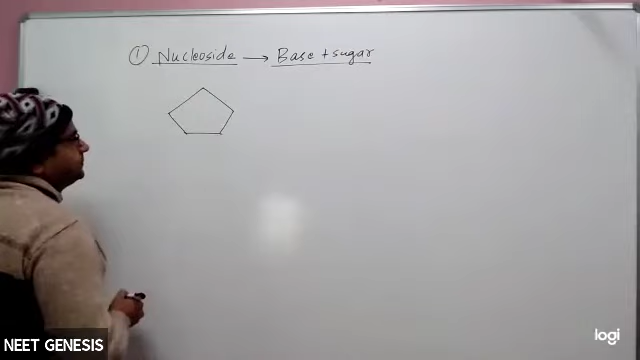 ① Nucleoside → Base + sugar
NEET GENESIS
logi